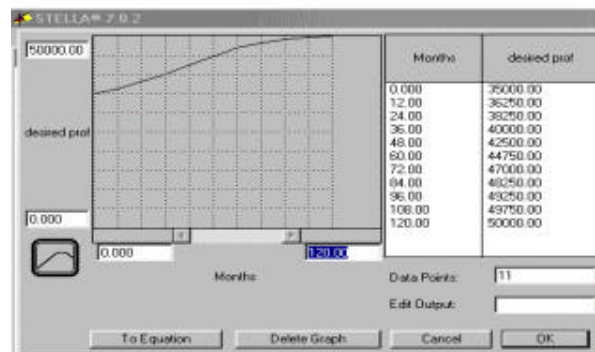 STELLA® 7.0.2
50000.00
desired prof
0.000
0.000
120.00
Months
Months desired prof
0.000 35000.00
12.00 36250.00
24.00 38250.00
36.00 40000.00
48.00 42500.00
60.00 44750.00
72.00 47000.00
84.00 48250.00
96.00 49250.00
108.00 49750.00
120.00 50000.00
Data Points: 11
Edit Output:
To Equation Delete Graph Cancel OK